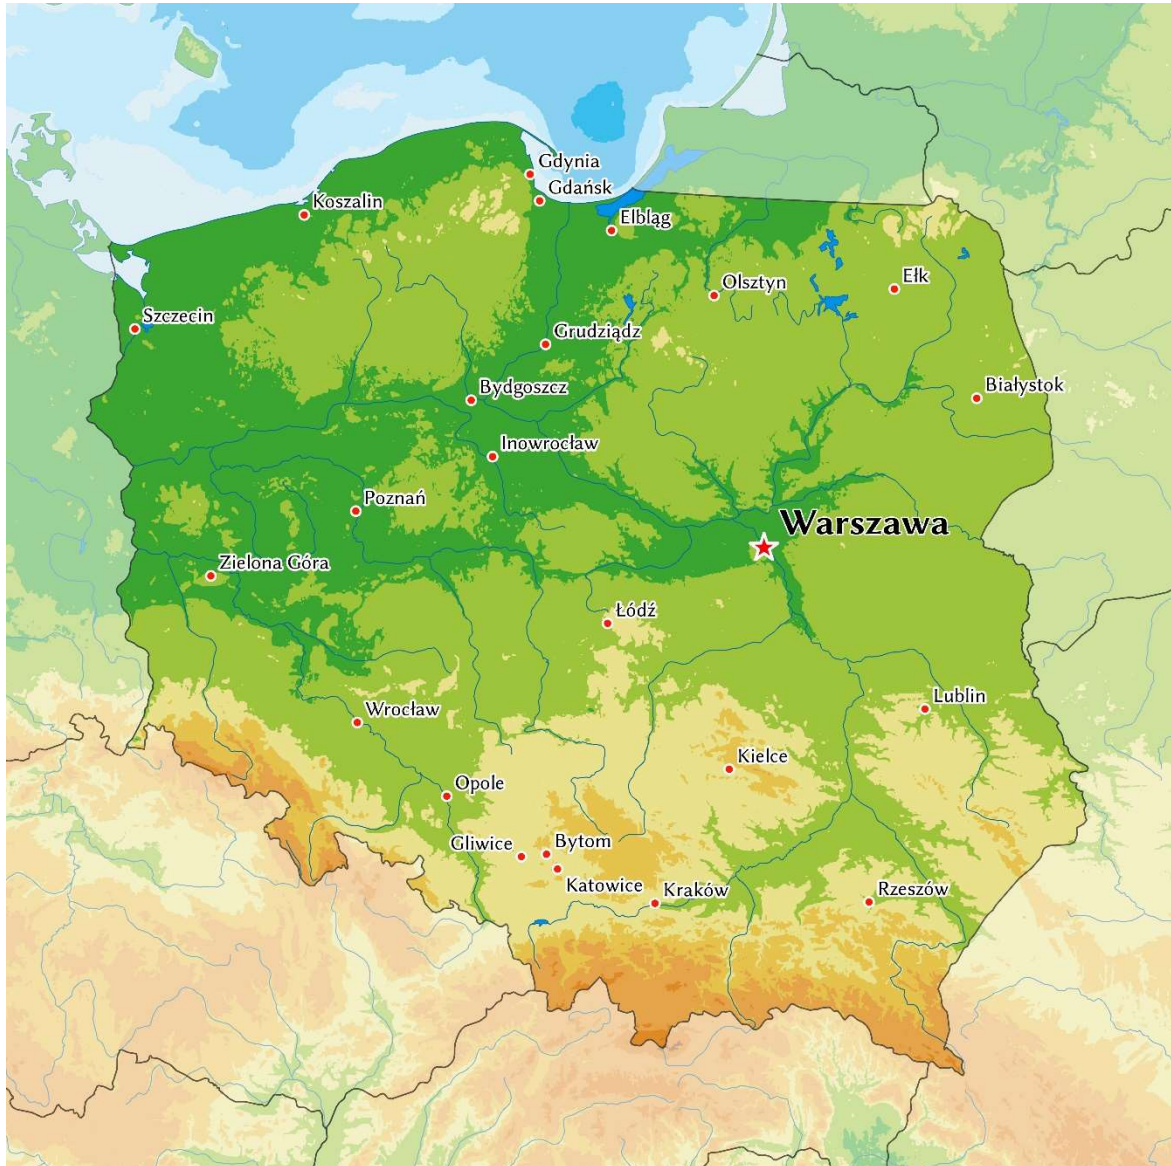 Gdynia
Gdańsk
Koszalin
Elbląg
Olsztyn
Ełk
Szczecin
Grudziądz
Bydgoszcz
Białystok
Inowrocław
Poznań
Warszawa
Zielona Góra
Łódź
Wrocław
Lublin
Kielce
Opole
Gliwice
Bytom
Katowice
Kraków
Rzeszów